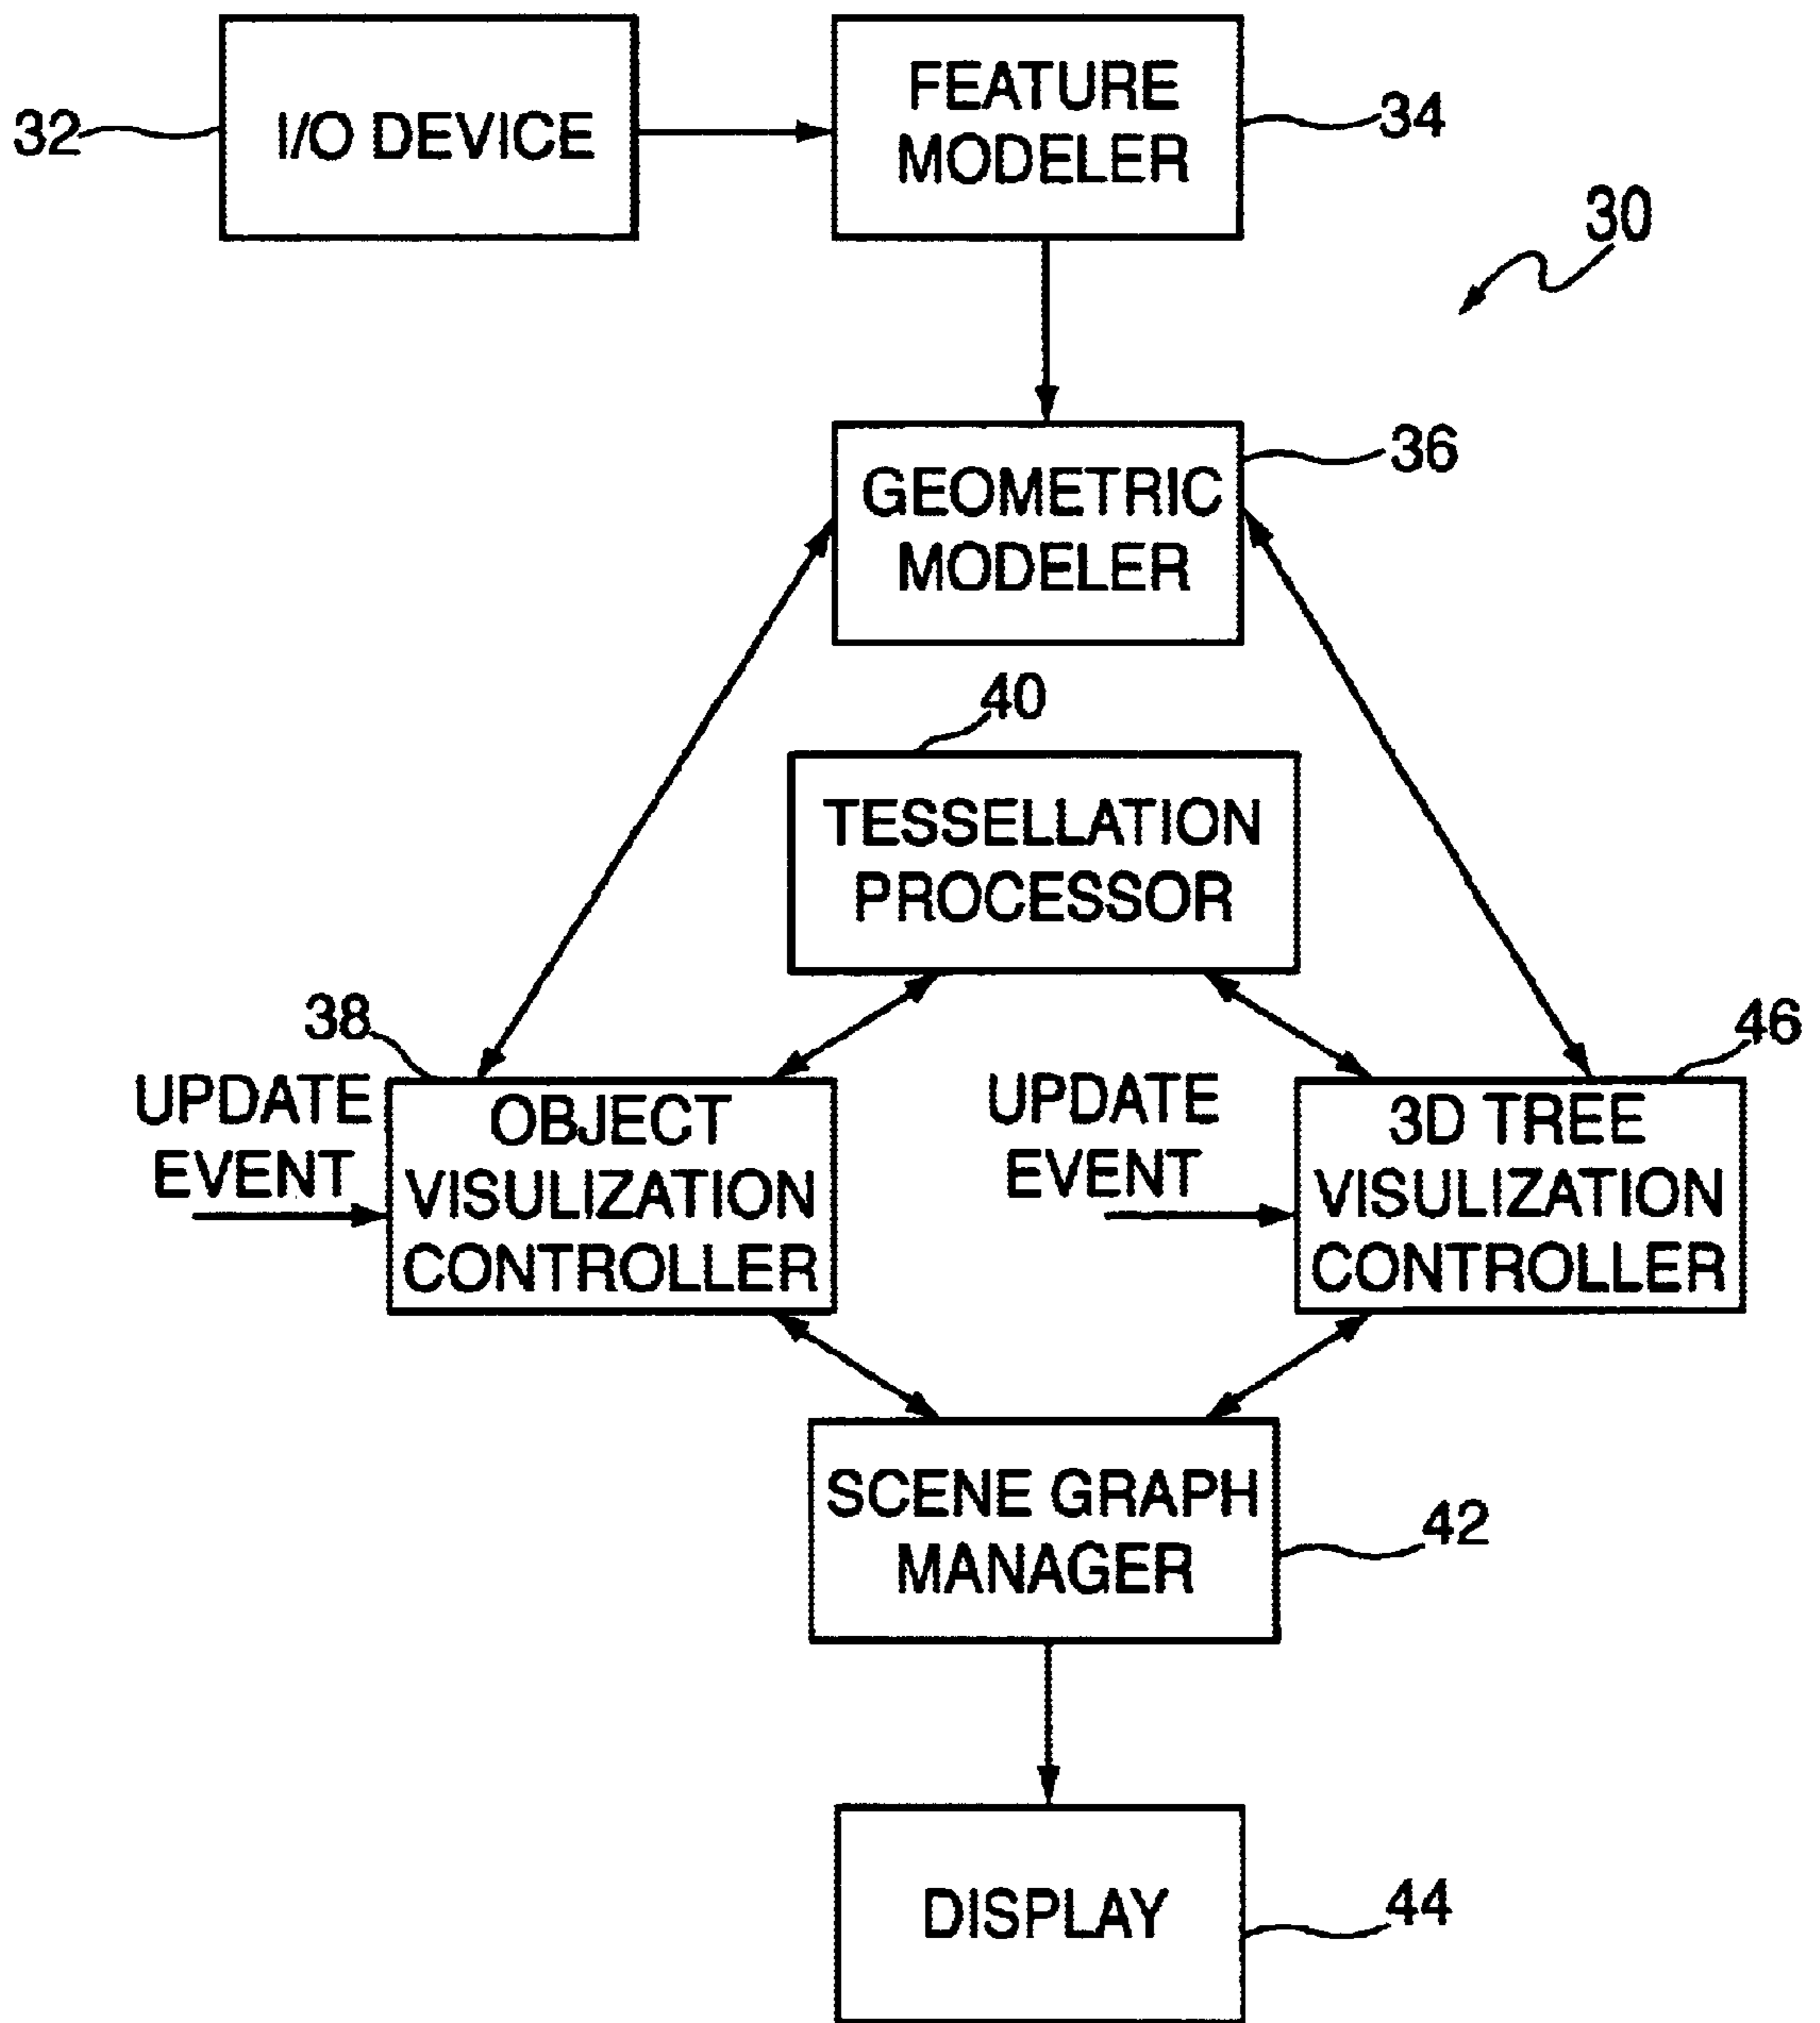 32
I/O DEVICE
FEATURE
MODELER
34
30
GEOMETRIC
MODELER
36
40
TESSELLATION
PROCESSOR
38
46
UPDATE
EVENT
OBJECT
VISULIZATION
CONTROLLER
UPDATE
EVENT
3D TREE
VISULIZATION
CONTROLLER
SCENE GRAPH
MANAGER
42
DISPLAY
44